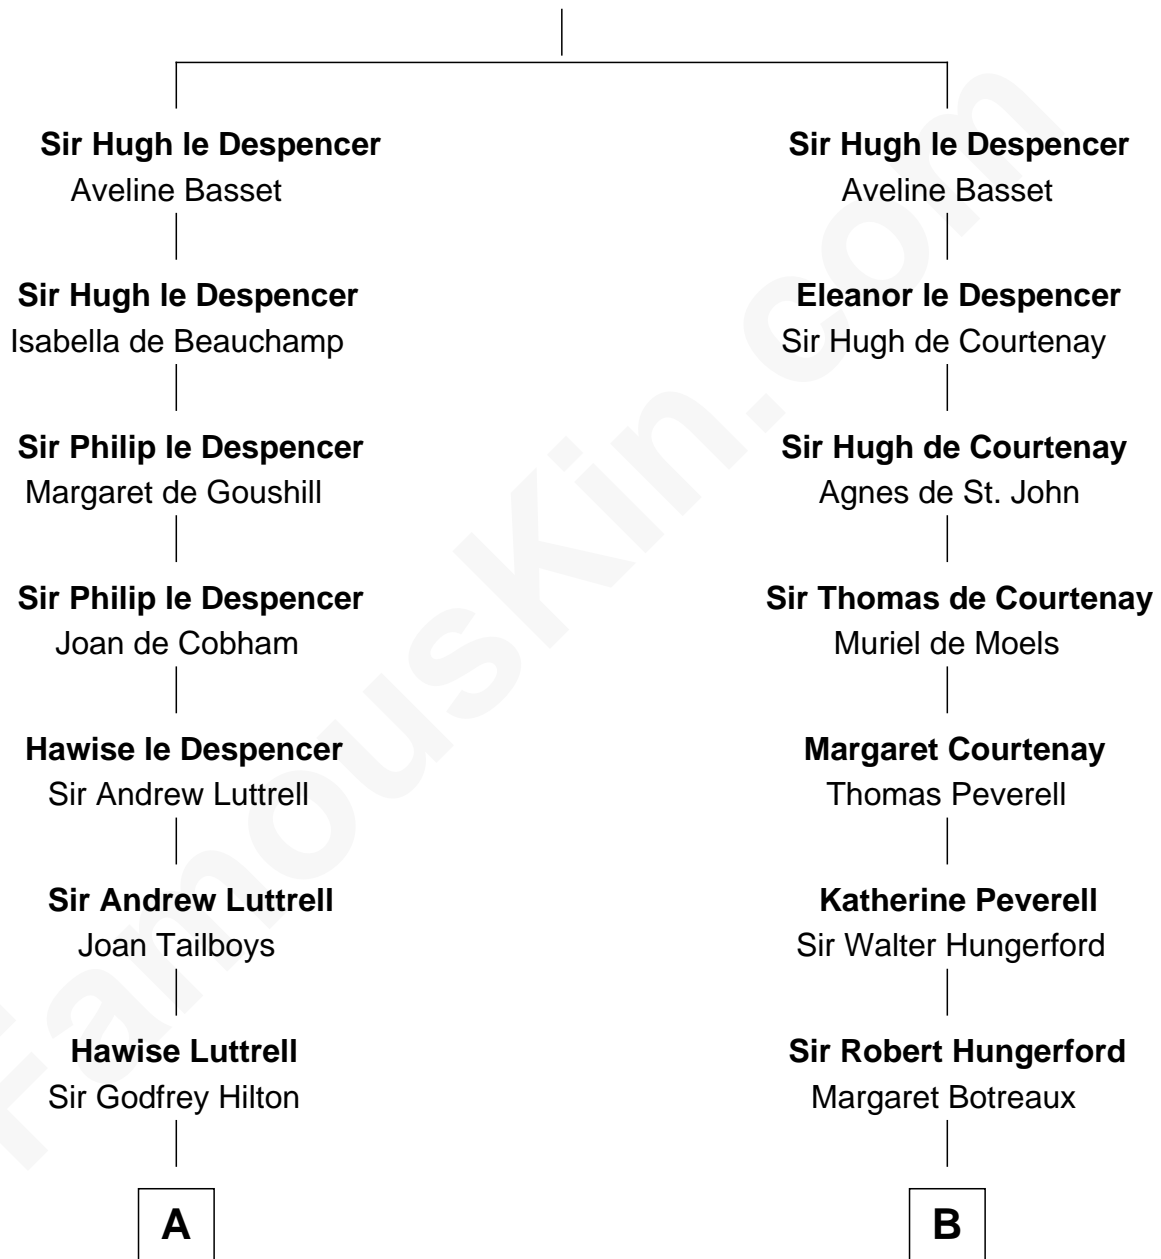 Sir Hugh le Despencer
Aveline Basset
Sir Hugh le Despencer
Isabella de Beauchamp
Sir Philip le Despencer
Margaret de Goushill
Sir Philip le Despencer
Joan de Cobham
Hawise le Despencer
Sir Andrew Luttrell
Sir Andrew Luttrell
Joan Tailboys
Hawise Luttrell
Sir Godfrey Hilton
A
Sir Hugh le Despencer
Aveline Basset
Eleanor le Despencer
Sir Hugh de Courtenay
Sir Hugh de Courtenay
Agnes de St. John
Sir Thomas de Courtenay
Muriel de Moels
Margaret Courtenay
Thomas Peverell
Katherine Peverell
Sir Walter Hungerford
Sir Robert Hungerford
Margaret Botreaux
B
FamousKin.com